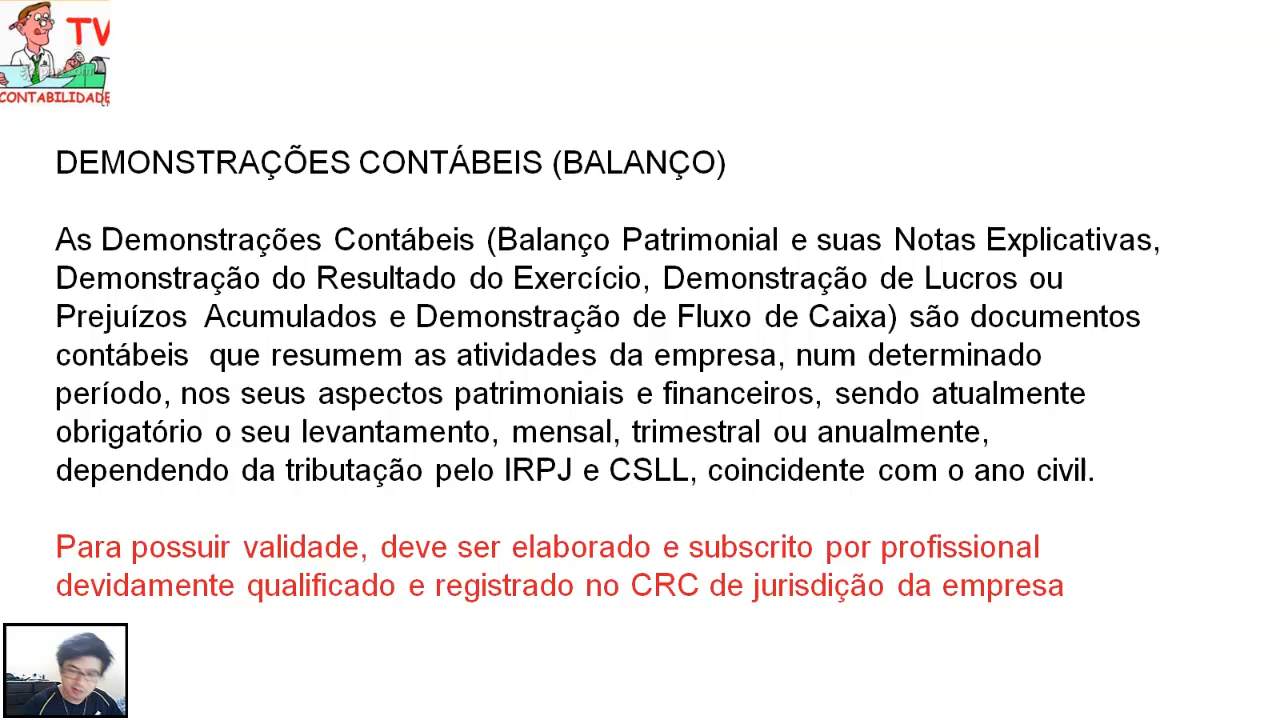 TV
CONTABILIDADE
DEMONSTRAÇÕES CONTÁBEIS (BALANÇO)
As Demonstrações Contábeis (Balanço Patrimonial e suas Notas Explicativas,
Demonstração do Resultado do Exercício, Demonstração de Lucros ou
Prejuízos Acumulados e Demonstração de Fluxo de Caixa) são documentos
contábeis que resumem as atividades da empresa, num determinado
período, nos seus aspectos patrimoniais e financeiros, sendo atualmente
obrigatório o seu levantamento, mensal, trimestral ou anualmente,
dependendo da tributação pelo IRPJ e CSLL, coincidente com o ano civil.
Para possuir validade, deve ser elaborado e subscrito por profissional
devidamente qualificado e registrado no CRC de jurisdição da empresa